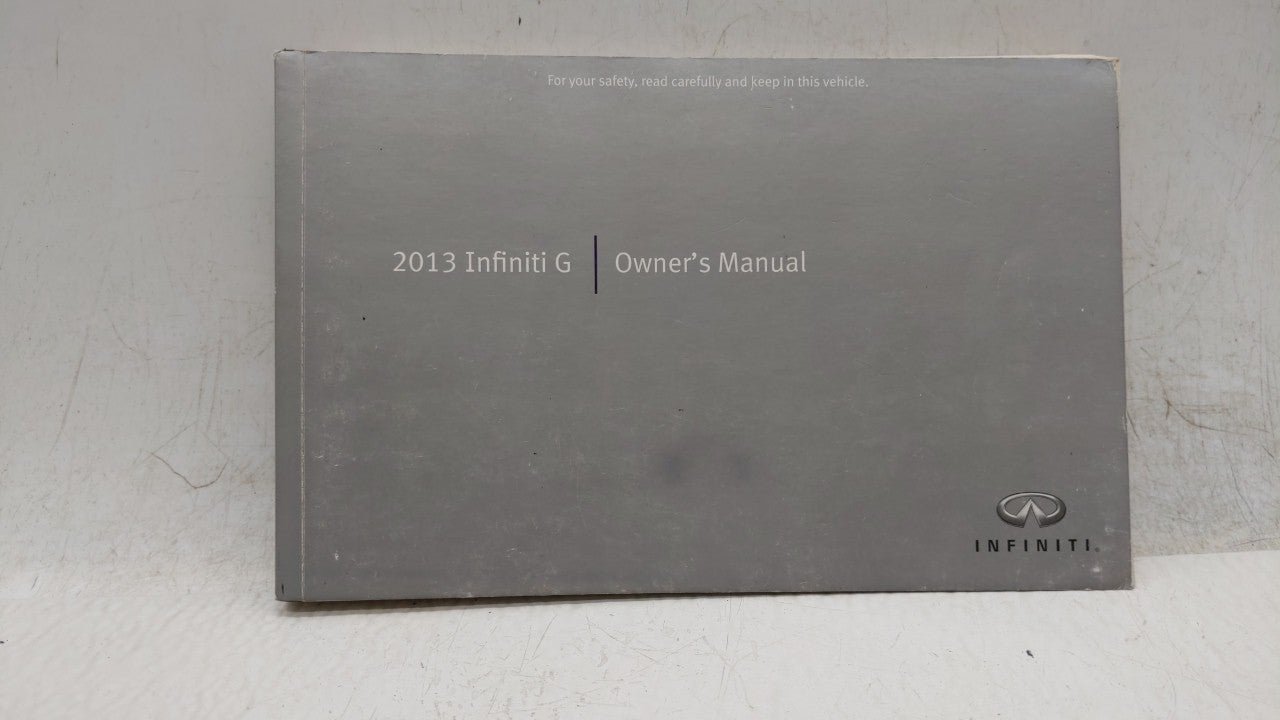 For your safety, read carefully and keep in this vehicle.
2013 Infiniti G | Owner's Manual
INFINITI®